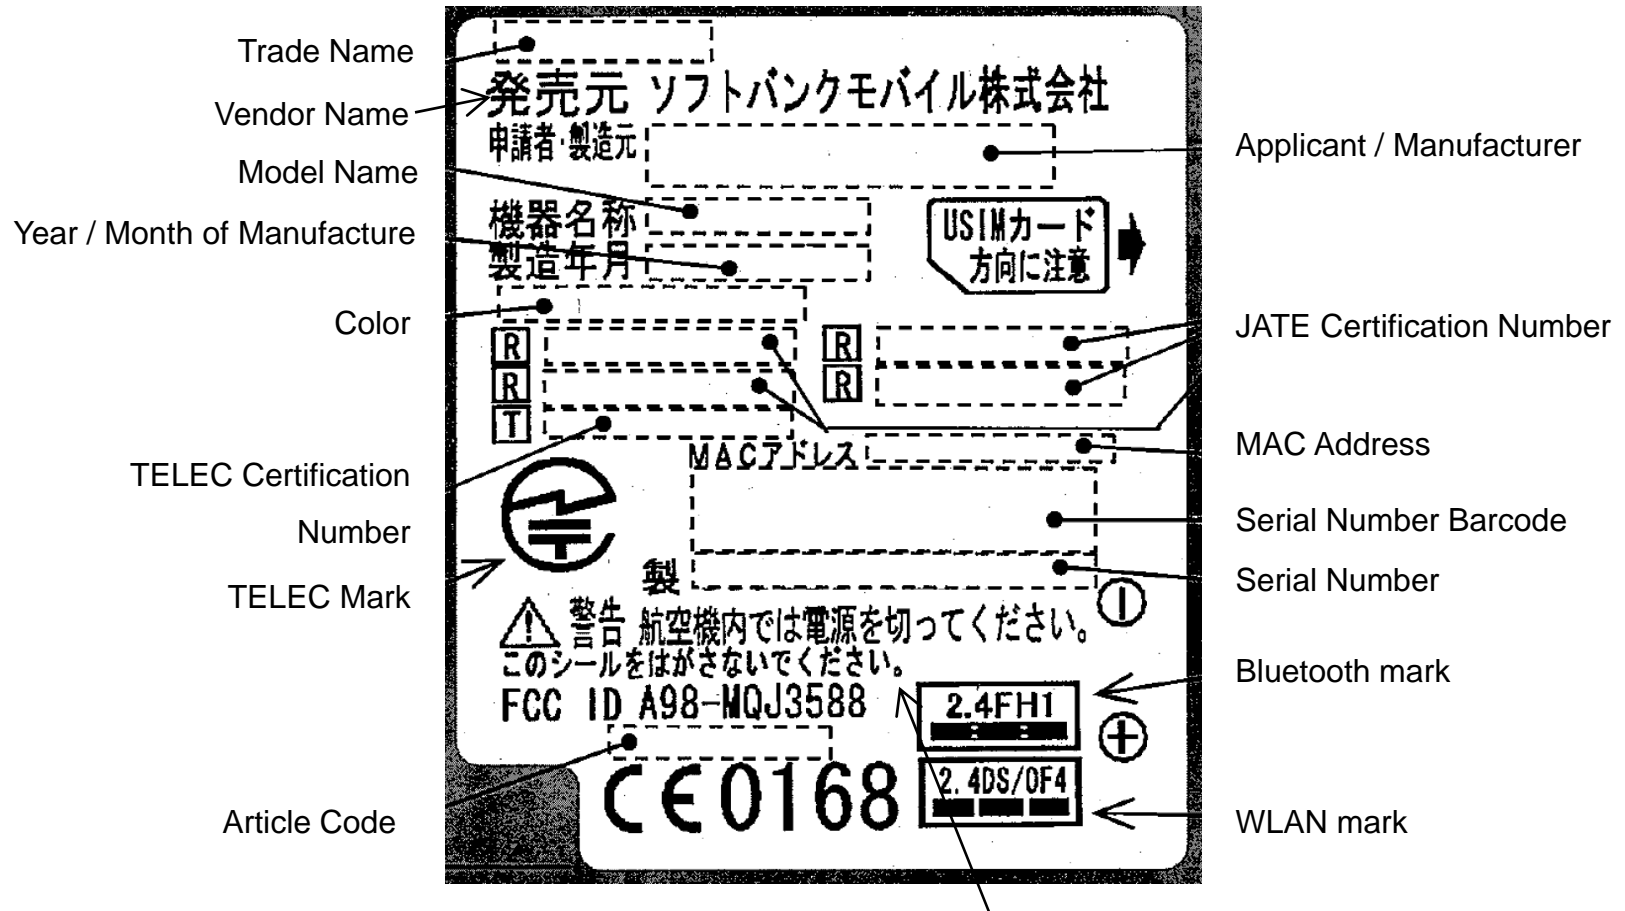 Trade Name
Vendor Name
Model Name
Year / Month of Manufacture
Color
TELEC Certification
Number
TELEC Mark
Article Code
発売元 ソフトバンクモバイル株式会社
申請者・製造元
機器名称
製造年月
USIMカード
方向に注意
R
R
R
R
T
MACアドレス
製
警告 航空機内では電源を切ってください。
このシールをはがさないでください。
FCC ID A98-MQJ3588
2.4FH1
CE0168
2.4DS/OF4
Applicant / Manufacturer
JATE Certification Number
MAC Address
Serial Number Barcode
Serial Number
Bluetooth mark
WLAN mark